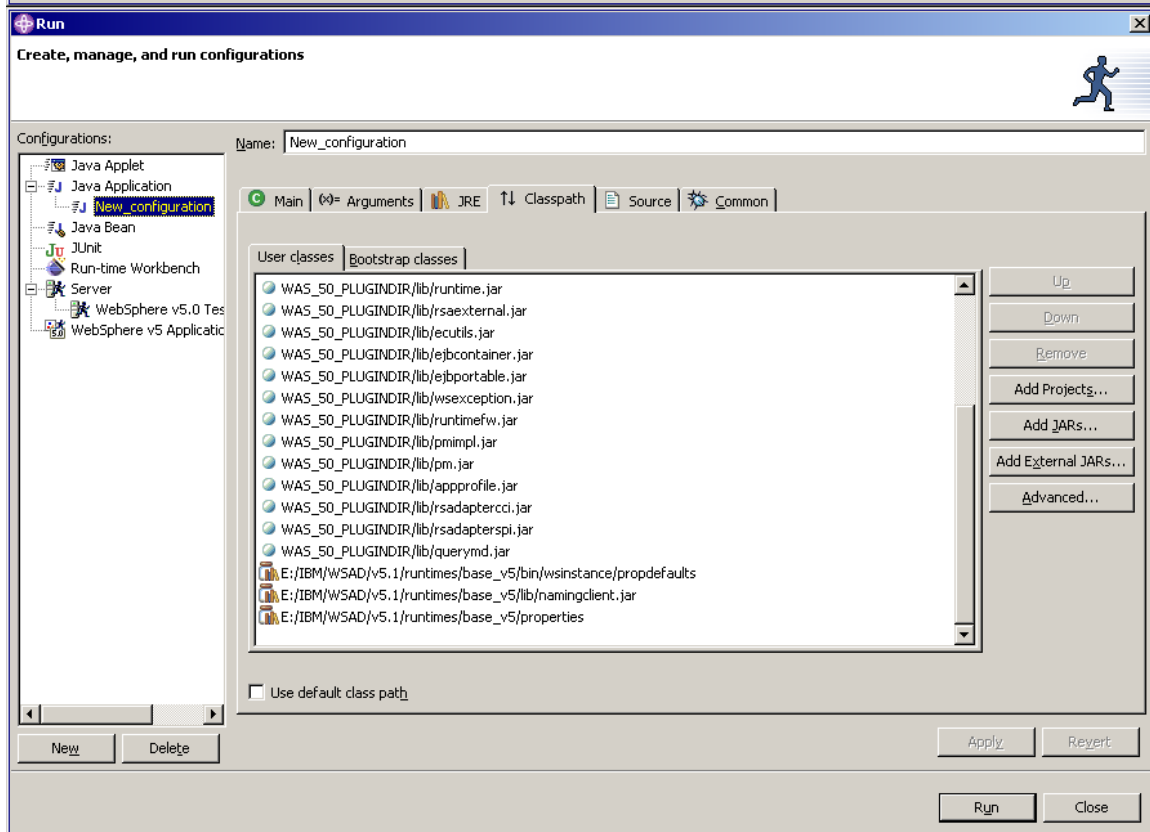 Run
Create, manage, and run configurations
Configurations:
Java Applet
Java Application
New_configuration
Java Bean
Ju JUnit
Run-time Workbench
Server
WebSphere v5.0 Tes
5.0 WebSphere v5 Applicatic
New
Delete
Name: New_configuration
C Main
(x)= Arguments
JRE
Classpath
Source
Common
User classes
Bootstrap classes
WAS_50_PLUGINDIR/lib/runtime.jar
WAS_50_PLUGINDIR/lib/rsaexternal.jar
WAS_50_PLUGINDIR/lib/ecutils.jar
WAS_50_PLUGINDIR/lib/ejbcontainer.jar
WAS_50_PLUGINDIR/lib/ejbportable.jar
WAS_50_PLUGINDIR/lib/wsexception.jar
WAS_50_PLUGINDIR/lib/runtimefw.jar
WAS_50_PLUGINDIR/lib/pmimpl.jar
WAS_50_PLUGINDIR/lib/pm.jar
WAS_50_PLUGINDIR/lib/appprofile.jar
WAS_50_PLUGINDIR/lib/rsadaptercci.jar
WAS_50_PLUGINDIR/lib/rsadapterspi.jar
WAS_50_PLUGINDIR/lib/querymd.jar
E:/IBM/WSAD/v5.1/runtimes/base_v5/bin/wsinstance/propdefaults
E:/IBM/WSAD/v5.1/runtimes/base_v5/lib/namingclient.jar
E:/IBM/WSAD/v5.1/runtimes/base_v5/properties
Up
Down
Remove
Add Projects...
Add JARs...
Add External JARs...
Advanced...
Use default class path
Apply
Revert
Run
Close